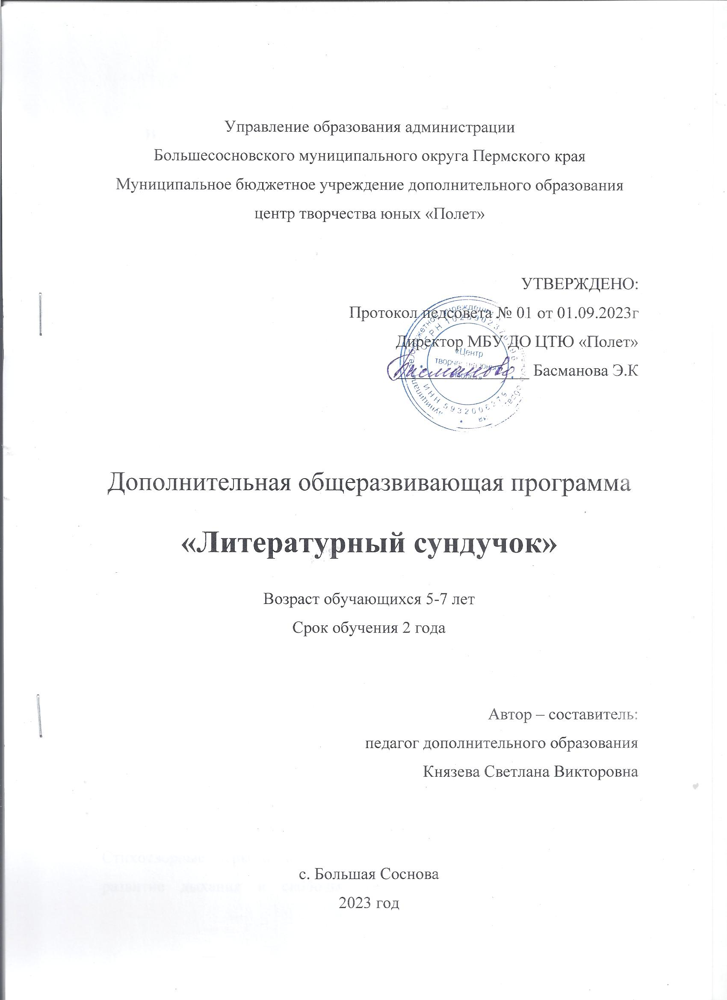 Управление образования администрации
Большесосновского муниципального округа Пермского края
Муниципальное бюджетное учреждение дополнительного образования
центр творчества юных «Полет»
УТВЕРЖДЕНО:
Протокол педсовета № 01 от 01.09.2023г
Директор МБУ ДО ЦТЮ «Полет»
Басманова Э.К
«Центр
ИНН 5932006279
Дополнительная общеразвивающая программа
«Литературный сундучок»
Возраст обучающихся 5-7 лет
Срок обучения 2 года
Автор – составитель:
педагог дополнительного образования
Князева Светлана Викторовна
с. Большая Соснова
2023 год